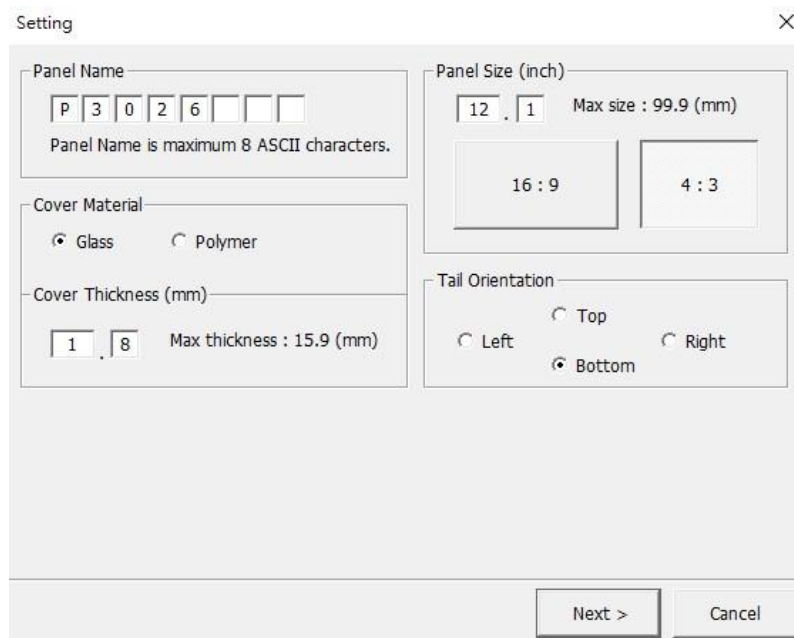 Setting
Panel Name
P 3 0 2 6
Panel Name is maximum 8 ASCII characters.
Cover Material
Glass Polymer
Cover Thickness (mm)
1 . 8 Max thickness : 15.9 (mm)
Panel Size (inch)
12 . 1 Max size : 99.9 (mm)
16 : 9 4 : 3
Tail Orientation
Top
Left Right
Bottom
Next > Cancel